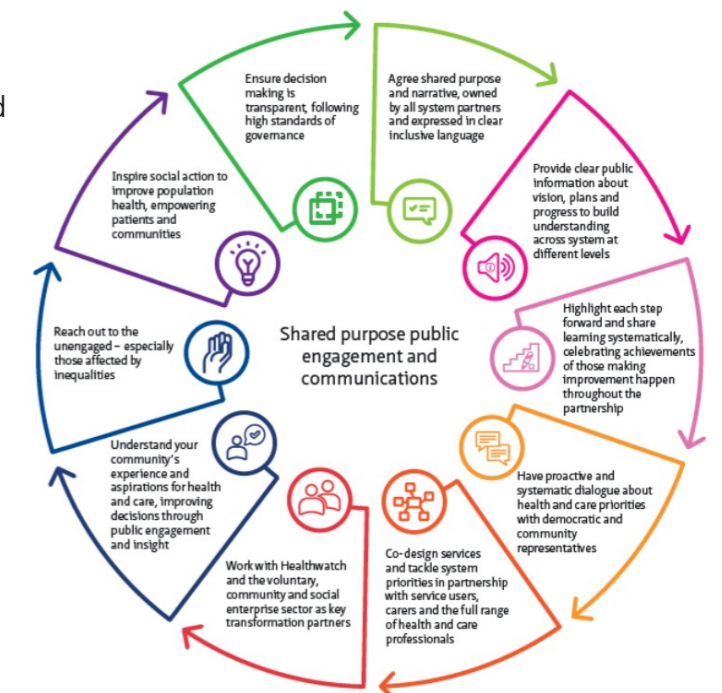 Ensure decision
making is
transparent, following
high standards of
governance
Agree shared purpose
and narrative, owned
by all system partners
and expressed in clear
inclusive language
Provide clear public
information about
vision, plans and
progress to build
understanding
across system at
different levels
Highlight each step
forward and share
learning systematically,
celebrating achievements
of those making
improvement happen
throughout the
partnership
Have proactive and
systematic dialogue about
health and care priorities
with democratic and
community
representatives
Co-design services
and tackle system
priorities in partnership
with service users,
carers and the full range
of health and care
professionals
Work with Healthwatch
and the voluntary,
community and social
enterprise sector as key
transformation partners
Understand your
community's
experience and
aspirations for health
and care, improving
decisions through
public engagement
and insight
Reach out to the
unengaged – especially
those affected by
inequalities
Inspire social action to
improve population
health, empowering
patients and
communities
Shared purpose public
engagement and
communications